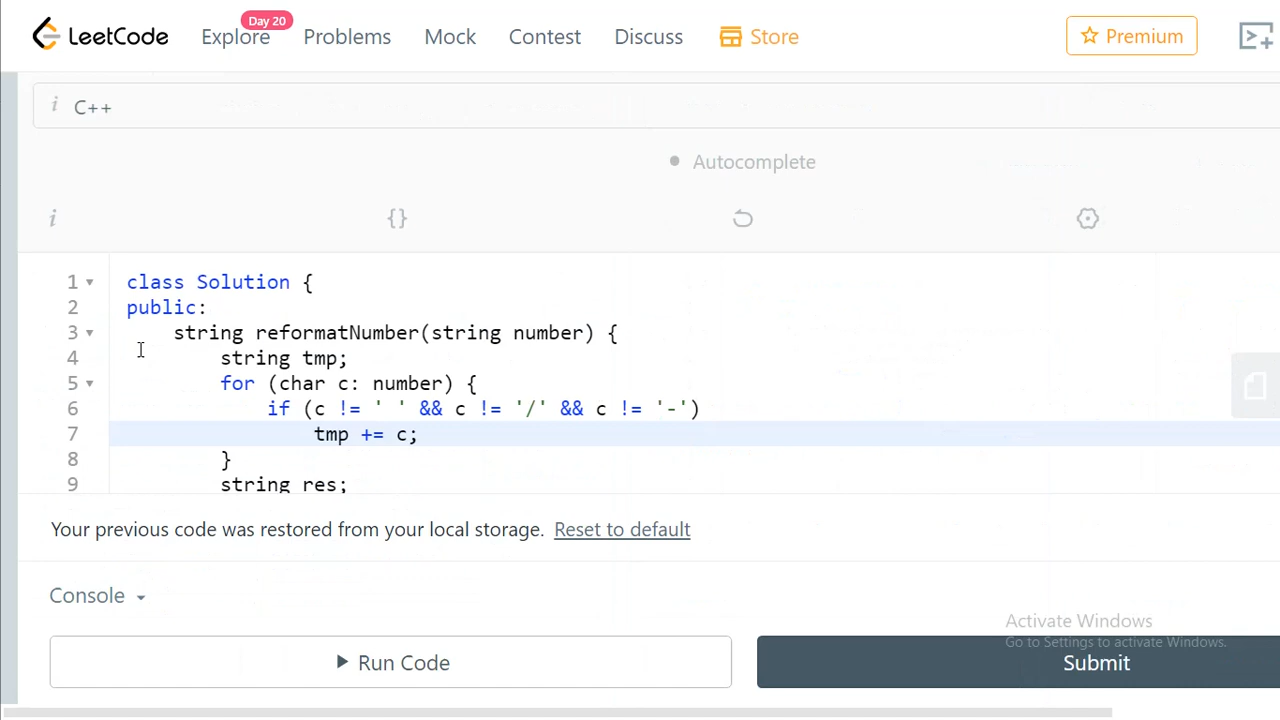 Day 20
LeetCode Explore Problems Mock Contest Discuss Store Premium
i C++
Autocomplete
i {}
1 class Solution {
2 public:
3 string reformatNumber(string number) {
4 string tmp;
5 for (char c: number) {
6 if (c != ' ' && c != '/' && c != '-')
7 tmp += c;
8 }
9 string res;
Your previous code was restored from your local storage. Reset to default
Console
Activate Windows
Go to Settings to activate Windows.
Run Code Submit